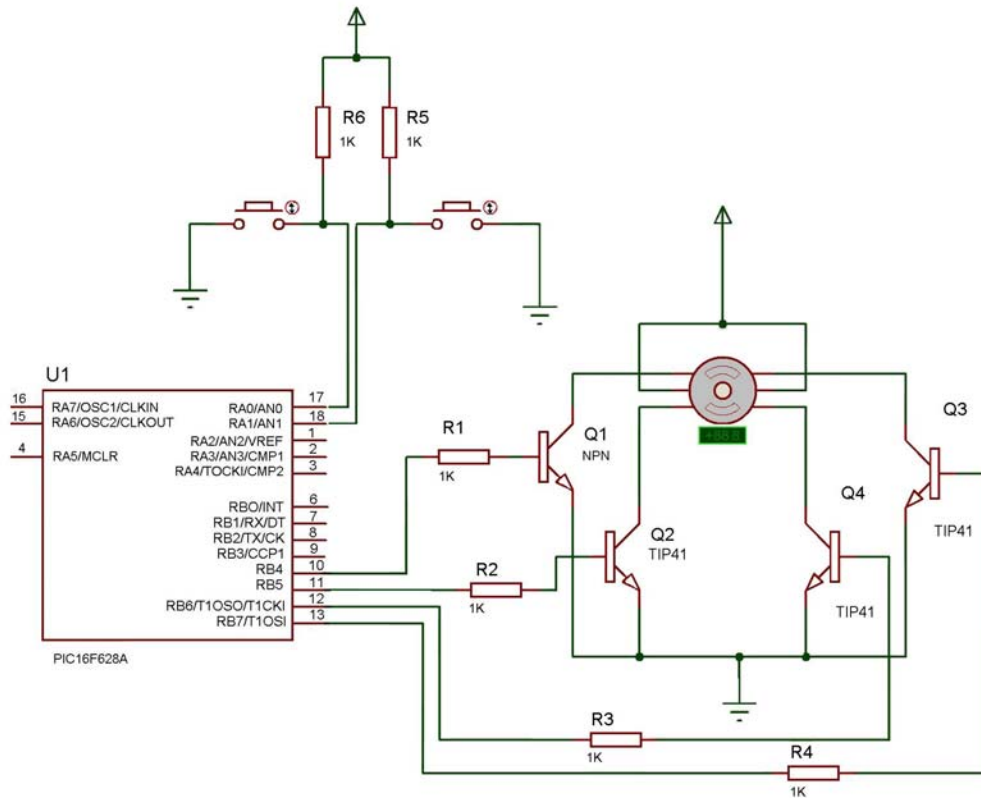 R6
1K
R5
1K
U1
16 RA7/OSC1/CLKIN
15 RA6/OSC2/CLKOUT
4 RA5/MCLR
RA0/AN0 17
RA1/AN1 18
RA2/AN2/VREF 1
RA3/AN3/CMP1 2
RA4/TOCKI/CMP2 3
RBO/INT 6
RB1/RX/DT 7
RB2/TX/CK 8
RB3/CCP1 9
RB4 10
RB5 11
RB6/T1OSO/T1CKI 12
RB7/T1OSI 13
PIC16F628A
R1
1K
Q1
NPN
R2
1K
Q2
TIP41
Q3
TIP41
Q4
TIP41
R3
1K
R4
1K